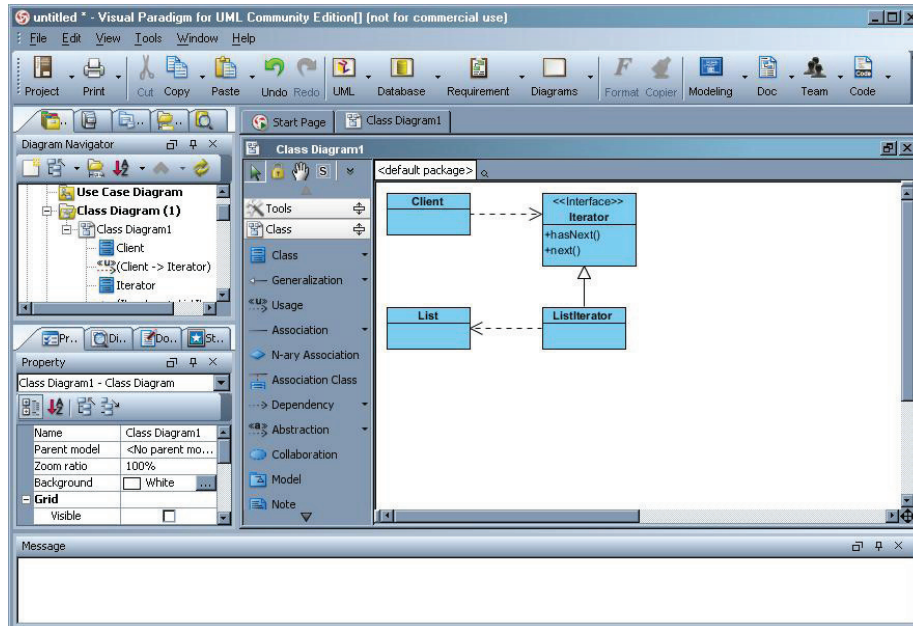 untitled * - Visual Paradigm for UML Community Edition[] (not for commercial use)
File Edit View Tools Window Help
Project Print Cut Copy Paste Undo Redo UML Database Requirement Diagrams Format Copier Modeling Doc Team Code
Start Page Class Diagram1
Diagram Navigator
Use Case Diagram
Class Diagram (1)
Class Diagram1
Client
(Client -> Iterator)
Iterator
Pr.. Di.. Do.. St..
Property
Class Diagram1 - Class Diagram
Name Class Diagram1
Parent model <No parent mo...
Zoom ratio 100%
Background White ...
Grid
Visible
Class Diagram1
S
Tools
Class
Class
Generalization
Usage
Association
N-ary Association
Association Class
Dependency
Abstraction
Collaboration
Model
Note
<default package>
Client
<<Interface>>
Iterator
+hasNext()
+next()
List
ListIterator
Message